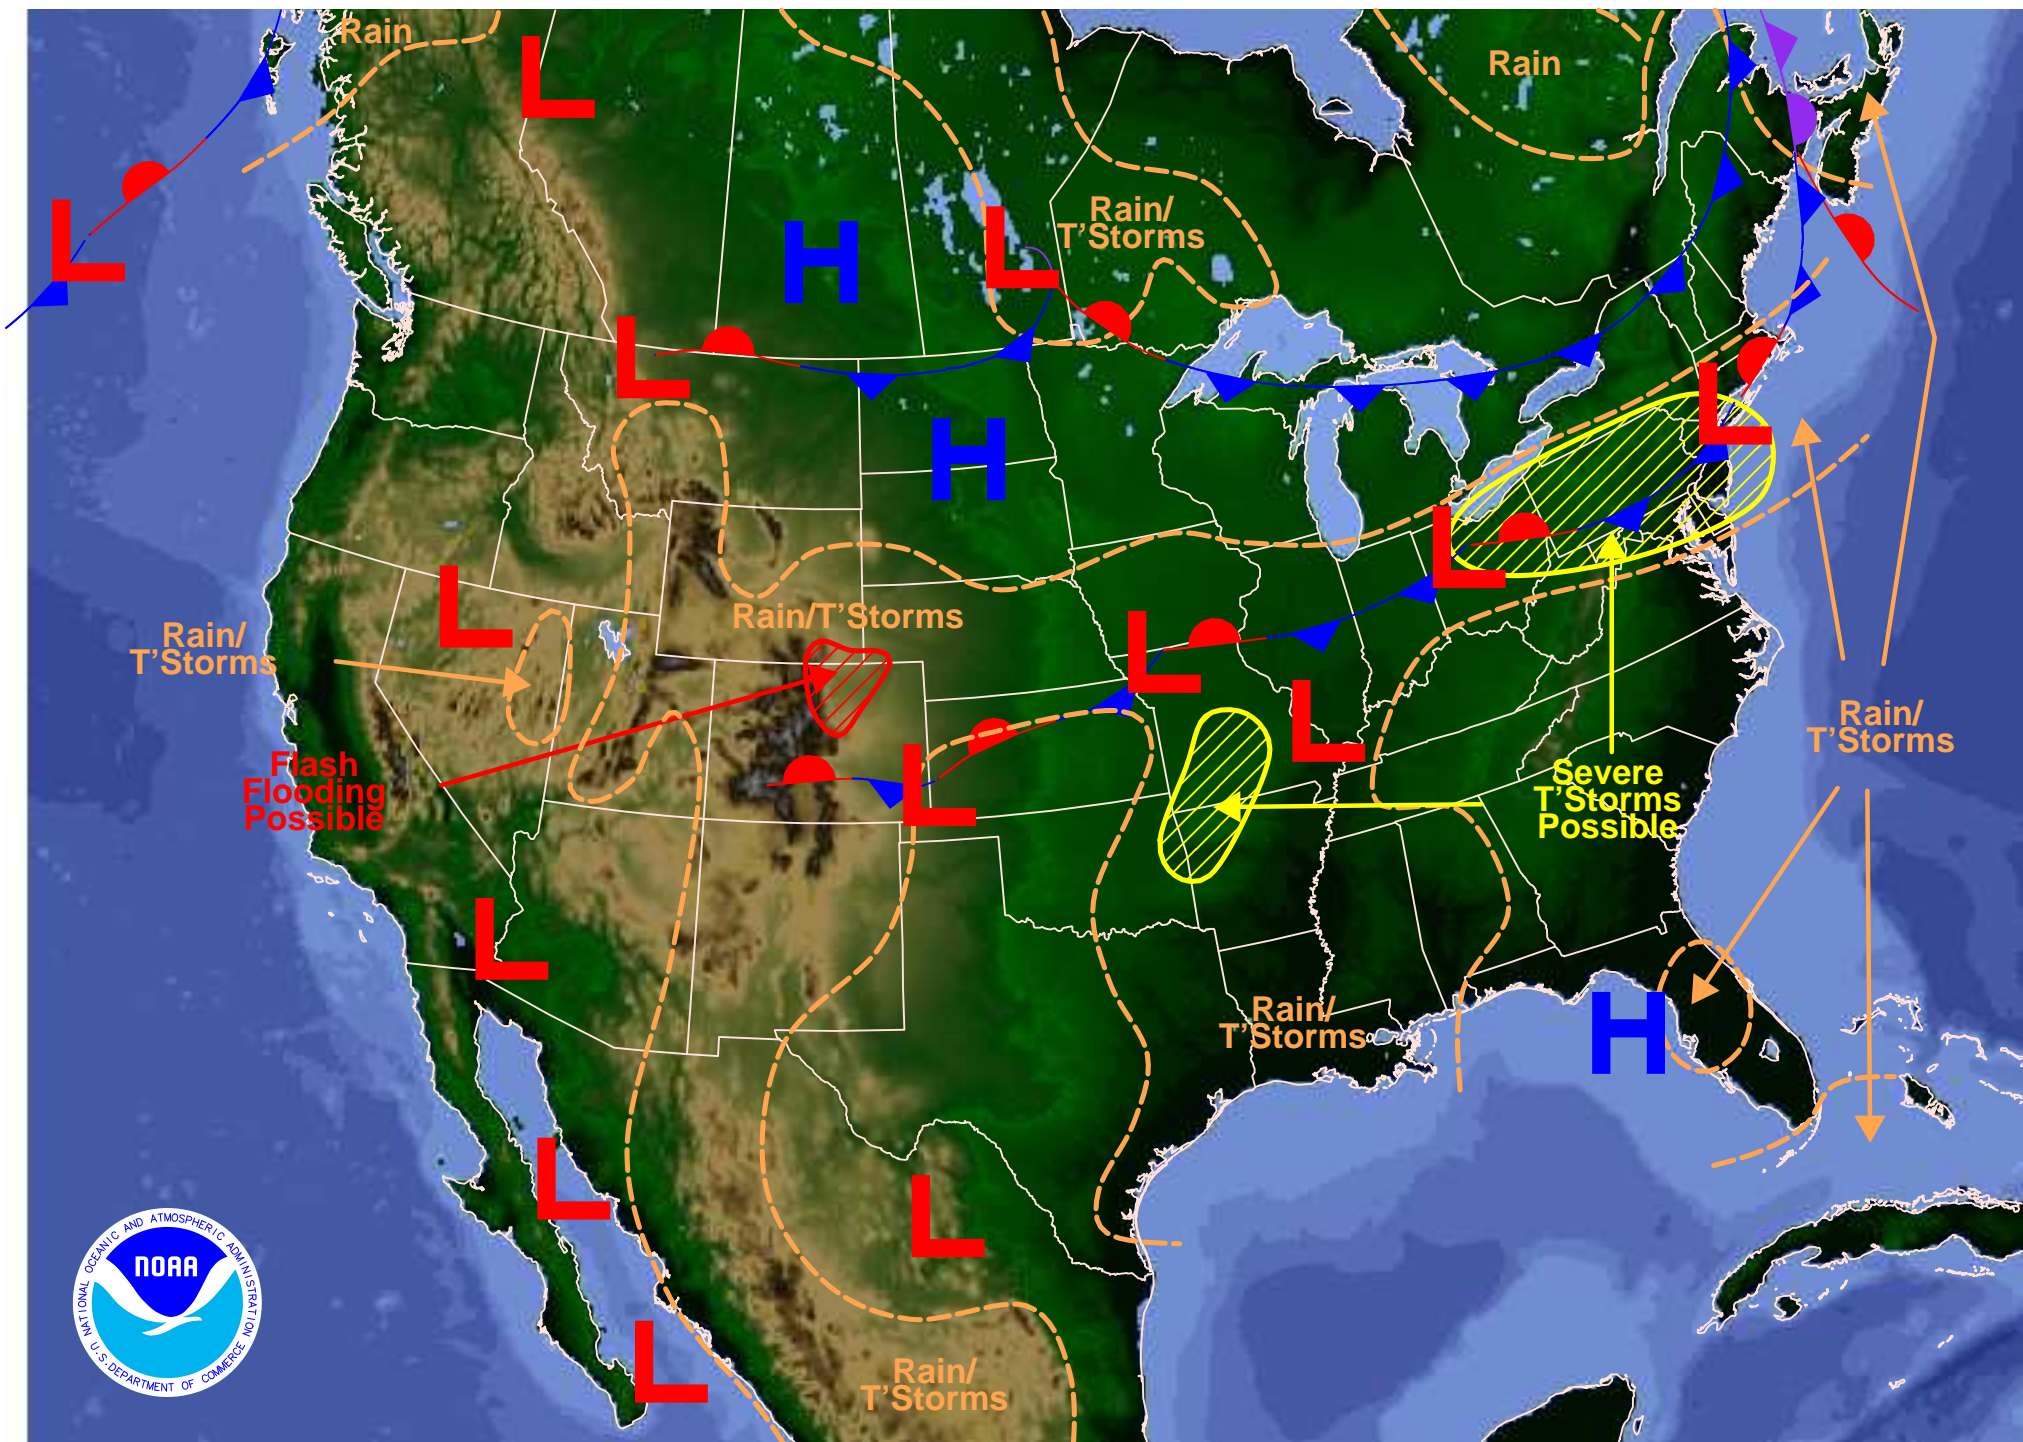 Rain
L
Rain
L
H
L
Rain/
T'Storms
L
H
L
L
L
Rain/T'Storms
Rain/
T'Storms
L
L
L
Rain/
T'Storms
Flash
Flooding
Possible
L
Severe
T'Storms
Possible
L
Rain/
T'Storms
H
L
L
NOAA
NATIONAL OCEANIC AND ATMOSPHERIC ADMINISTRATION
U.S. DEPARTMENT OF COMMERCE
L
Rain/
T'Storms